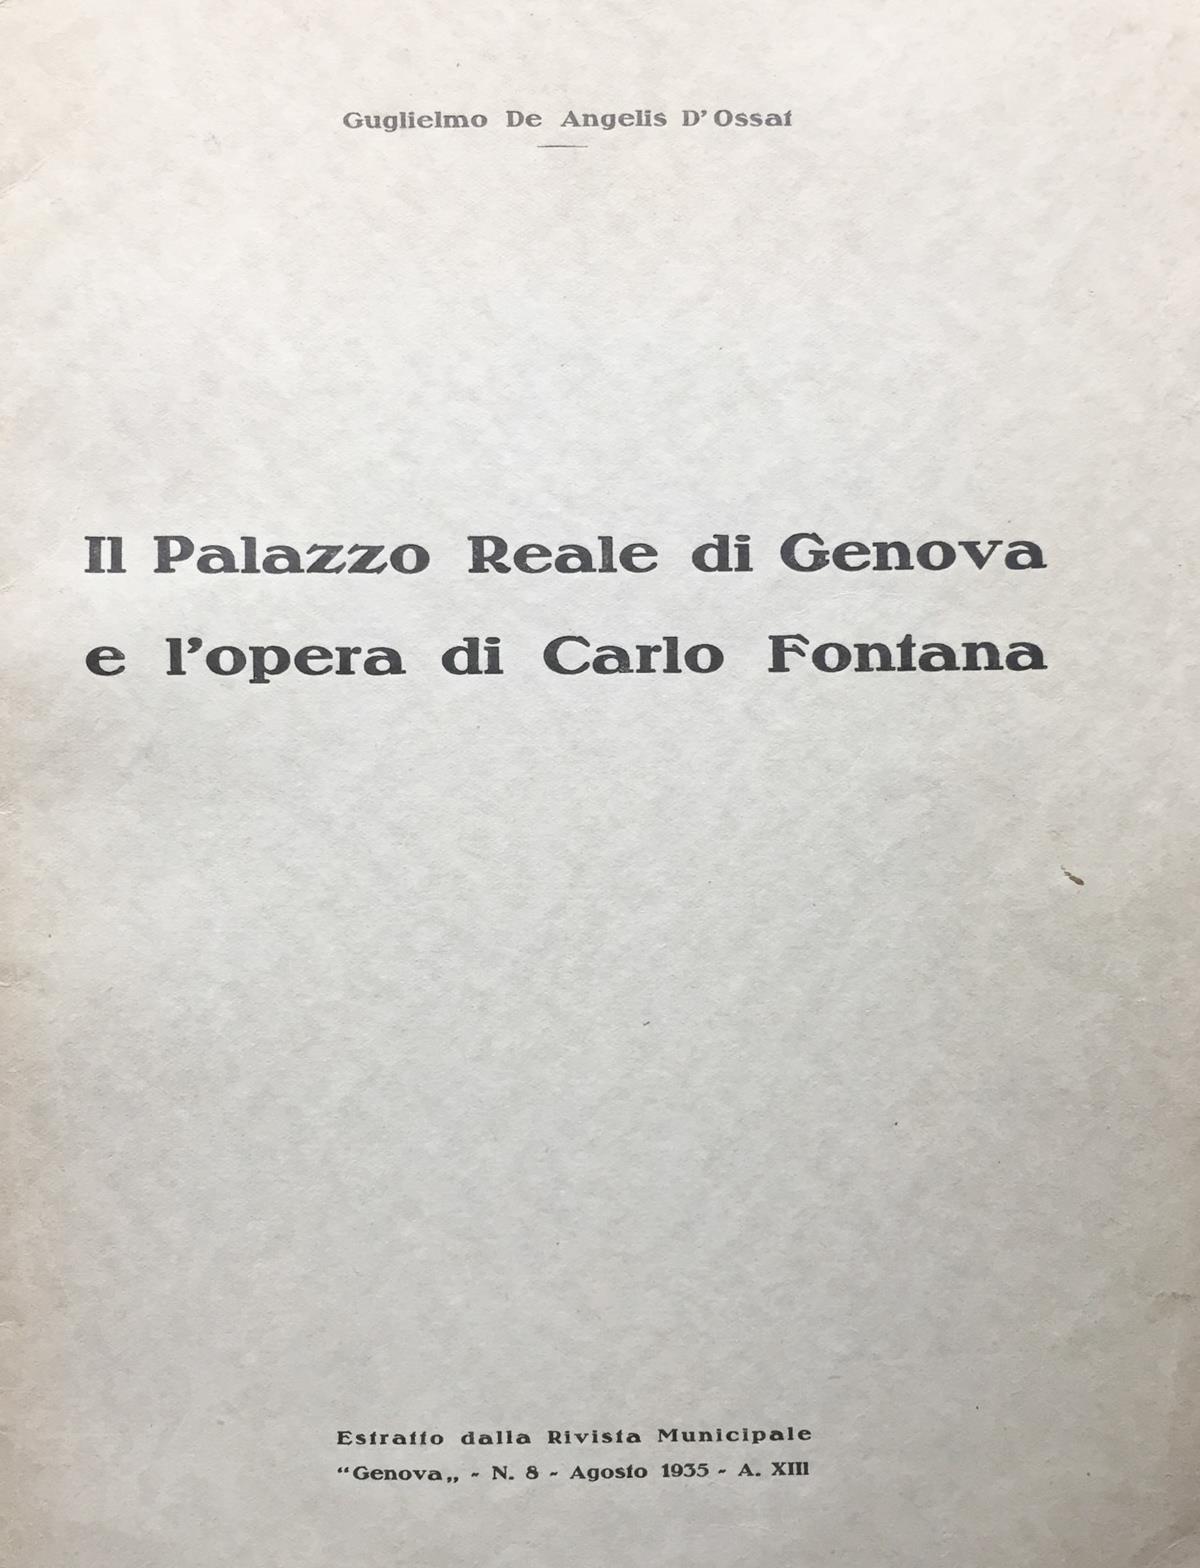 Guglielmo De Angelis D'Ossat
Il Palazzo Reale di Genova
e l'opera di Carlo Fontana
Estratto dalla Rivista Municipale
“Genova„ - N. 8 - Agosto 1935 - A. XIII